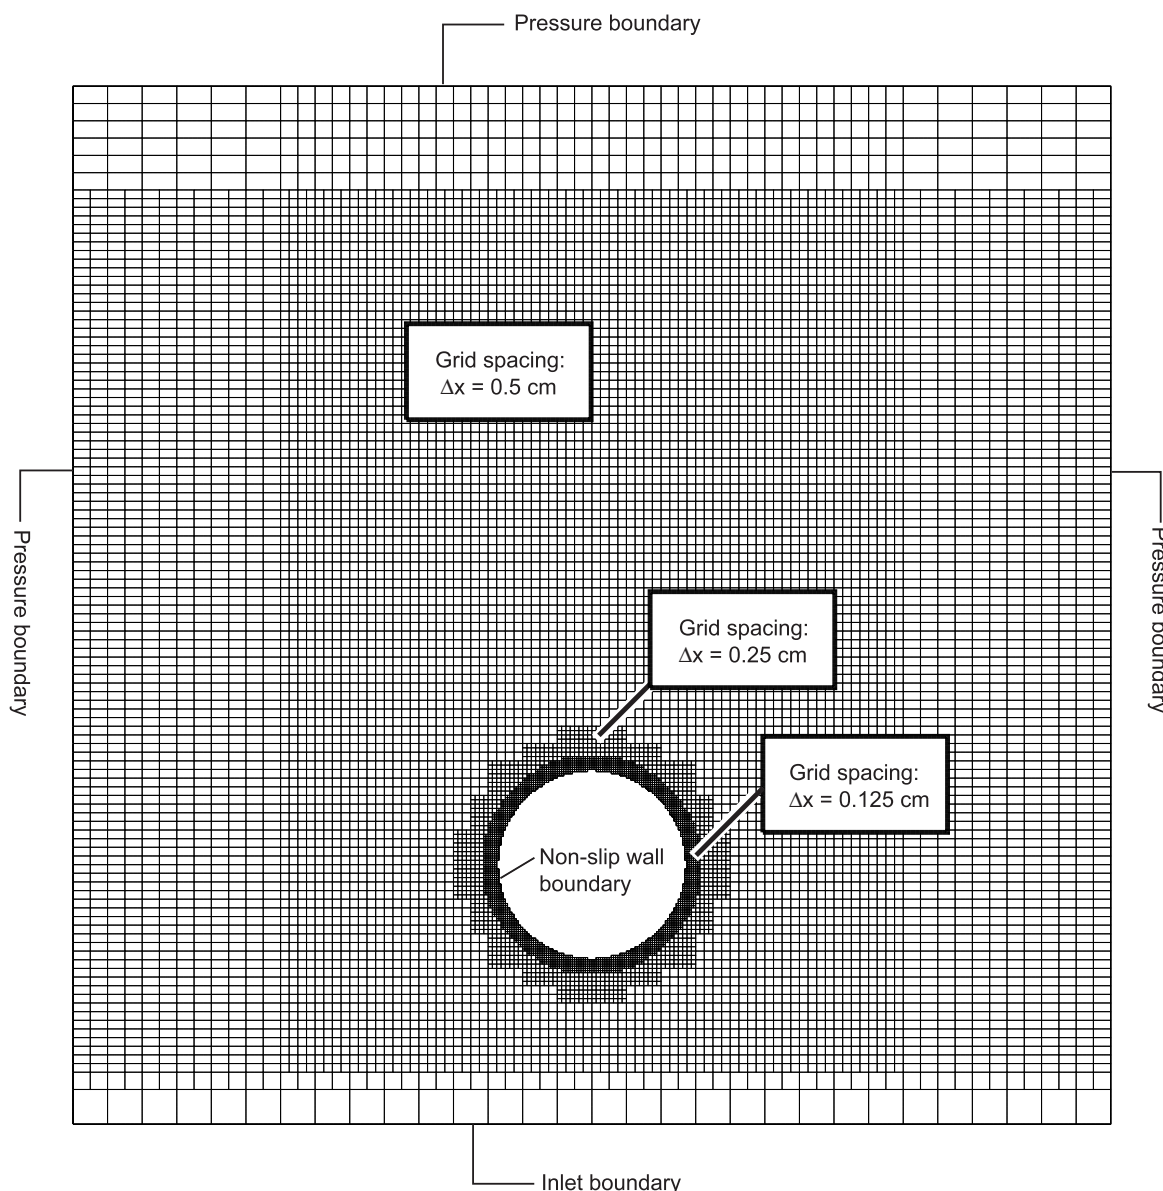 Pressure boundary
Grid spacing:
Δx = 0.5 cm
Pressure boundary
Pressure boundary
Grid spacing:
Δx = 0.25 cm
Grid spacing:
Δx = 0.125 cm
Non-slip wall
boundary
Inlet boundary